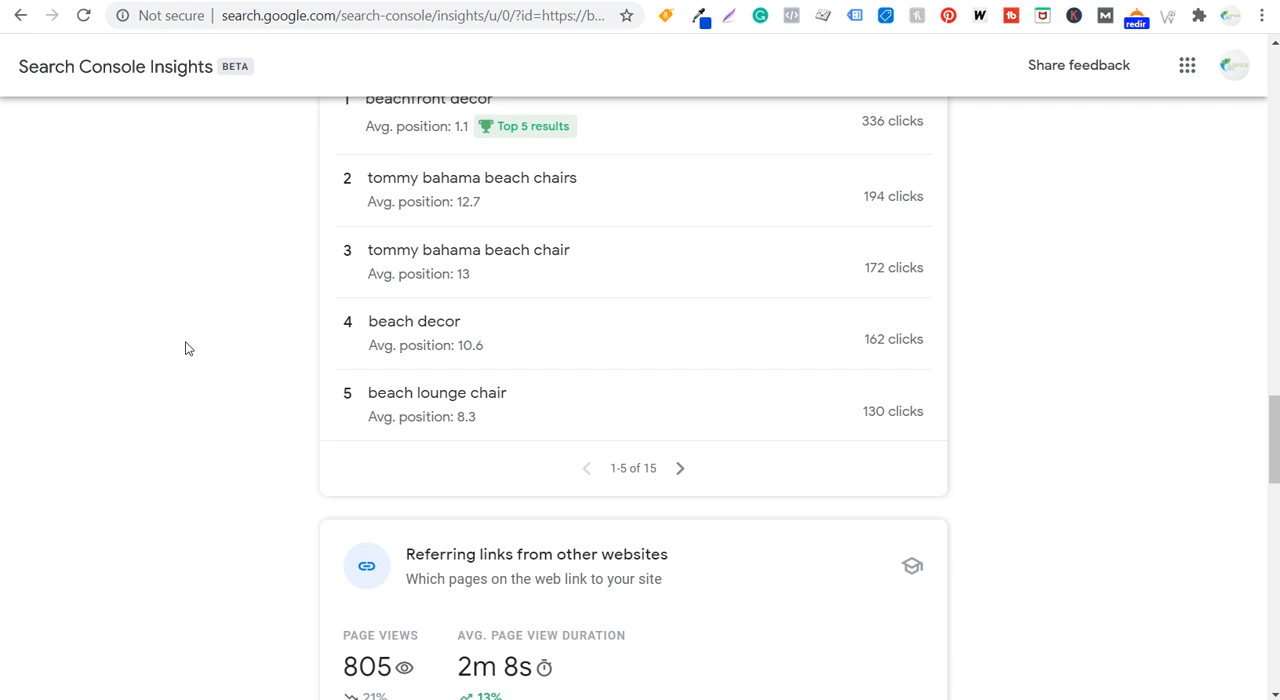 Not secure | search.google.com/search-console/insights/u/0/?id=https://b...
redir
Search Console Insights BETA
Share feedback
1 beachfront decor
Avg. position: 1.1 Top 5 results
336 clicks
2 tommy bahama beach chairs
Avg. position: 12.7
194 clicks
3 tommy bahama beach chair
Avg. position: 13
172 clicks
4 beach decor
Avg. position: 10.6
162 clicks
5 beach lounge chair
Avg. position: 8.3
130 clicks
1-5 of 15
Referring links from other websites
Which pages on the web link to your site
PAGE VIEWS AVG. PAGE VIEW DURATION
805 2m 8s
21% 13%